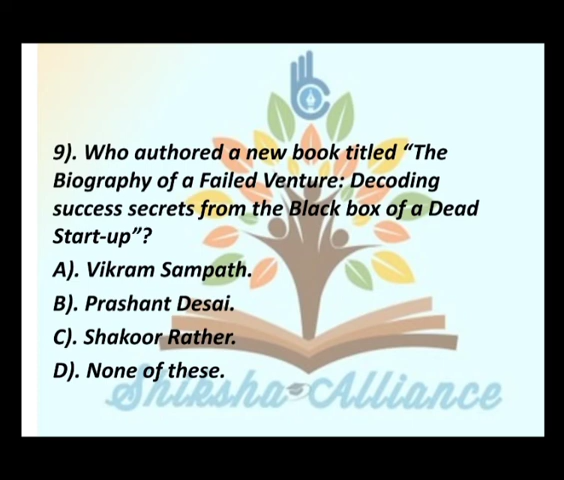 9). Who authored a new book titled “The
Biography of a Failed Venture: Decoding
success secrets from the Black box of a Dead
Start-up”?
A). Vikram Sampath.
B). Prashant Desai.
C). Shakoor Rather.
D). None of these.
Shiksha Alliance